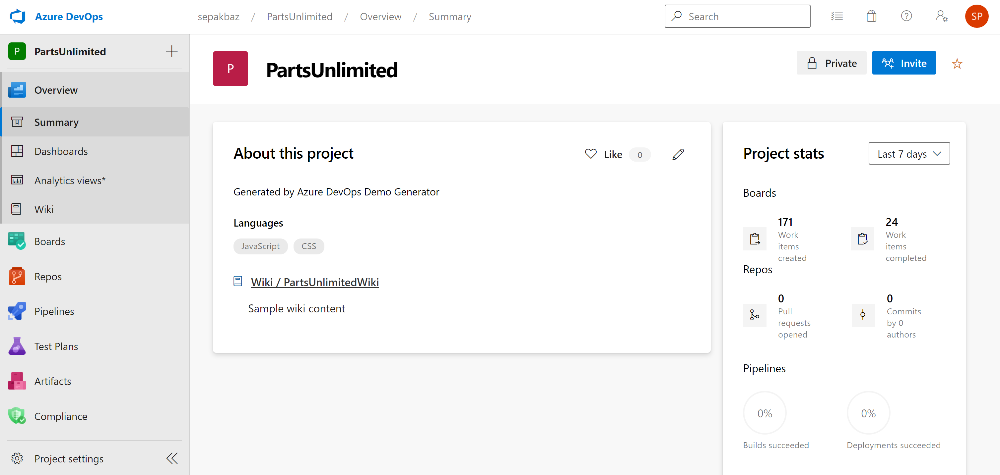 Azure DevOps
sepakbaz / PartsUnlimited / Overview / Summary
Search
SP
P PartsUnlimited
Overview
Summary
Dashboards
Analytics views*
Wiki
Boards
Repos
Pipelines
Test Plans
Artifacts
Compliance
Project settings
P PartsUnlimited
Private
Invite
About this project
Like 0
Generated by Azure DevOps Demo Generator
Languages
JavaScript CSS
Wiki / PartsUnlimitedWiki
Sample wiki content
Project stats
Last 7 days
Boards
171
Work
items
created
24
Work
items
completed
Repos
0
Pull
requests
opened
0
Commits
by 0
authors
Pipelines
0%
Builds succeeded
0%
Deployments succeeded